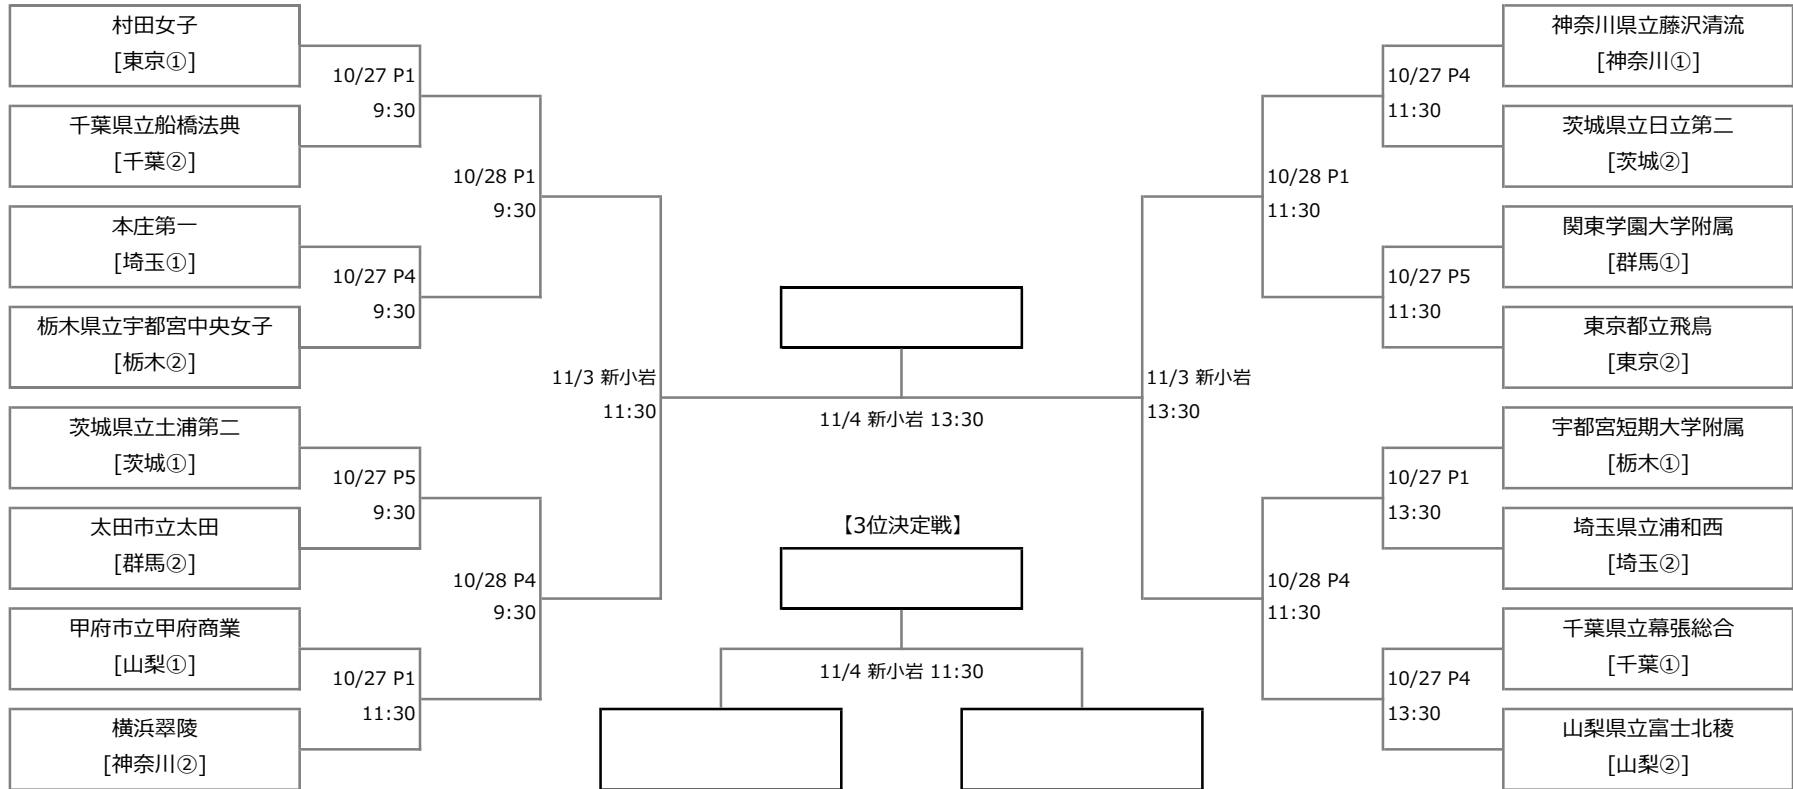 村田女子
[東京①]
10/27 P1
9:30
千葉県立船橋法典
[千葉②]
10/28 P1
9:30
本庄第一
[埼玉①]
10/27 P4
9:30
栃木県立宇都宮中央女子
[栃木②]
11/3 新小岩
11:30
茨城県立土浦第二
[茨城①]
10/27 P5
9:30
太田市立太田
[群馬②]
10/28 P4
9:30
甲府市立甲府商業
[山梨①]
10/27 P1
11:30
横浜翠陵
[神奈川②]
11/4 新小岩 13:30
【3位決定戦】
11/4 新小岩 11:30
神奈川県立藤沢清流
[神奈川①]
10/27 P4
11:30
茨城県立日立第二
[茨城②]
10/28 P1
11:30
関東学園大学附属
[群馬①]
10/27 P5
11:30
東京都立飛鳥
[東京②]
11/3 新小岩
13:30
宇都宮短期大学附属
[栃木①]
10/27 P1
13:30
埼玉県立浦和西
[埼玉②]
10/28 P4
11:30
千葉県立幕張総合
[千葉①]
10/27 P4
13:30
山梨県立富士北稜
[山梨②]